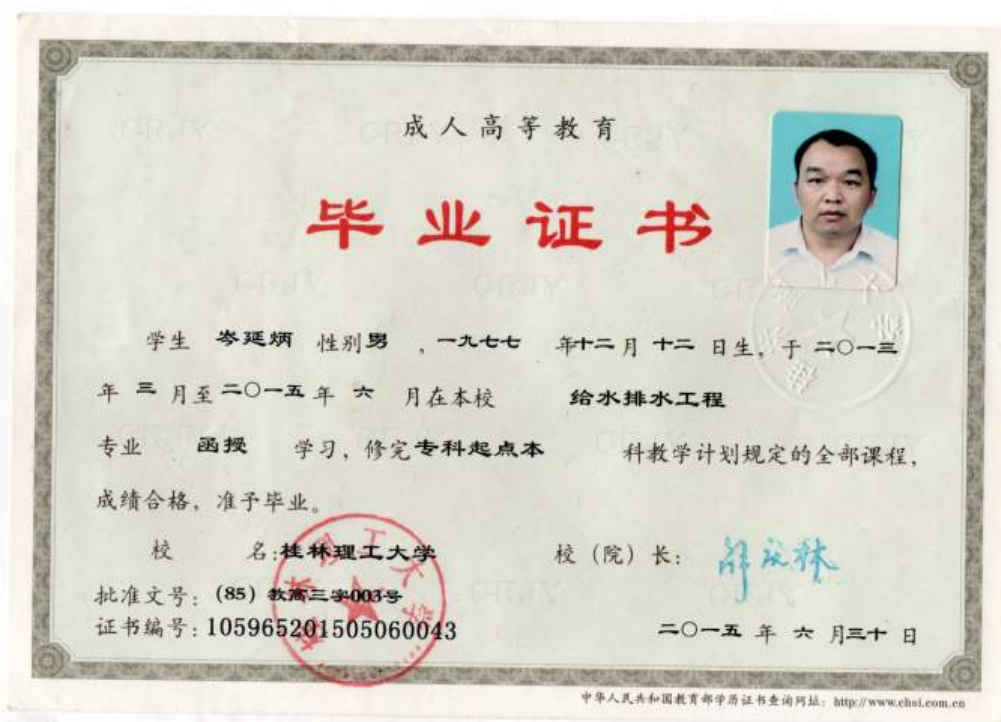 成人高等教育
毕业证书
学生 岑延炳 性别男 ，一九七七 年十二月 十二 日生，于 二〇一三
年 三 月至 二〇一五 年 六 月在本校 给水排水工程
专业 函授 学习，修完专科起点本 科教学计划规定的全部课程，
成绩合格，准予毕业。
校 名：桂林理工大学 校（院）长：
批准文号：（85）教高三字003号
证书编号：105965201505060043 二〇一五 年 六 月三十 日
桂林理工大学
中华人民共和国教育部学历证书查询网址：http://www.chsi.com.cn